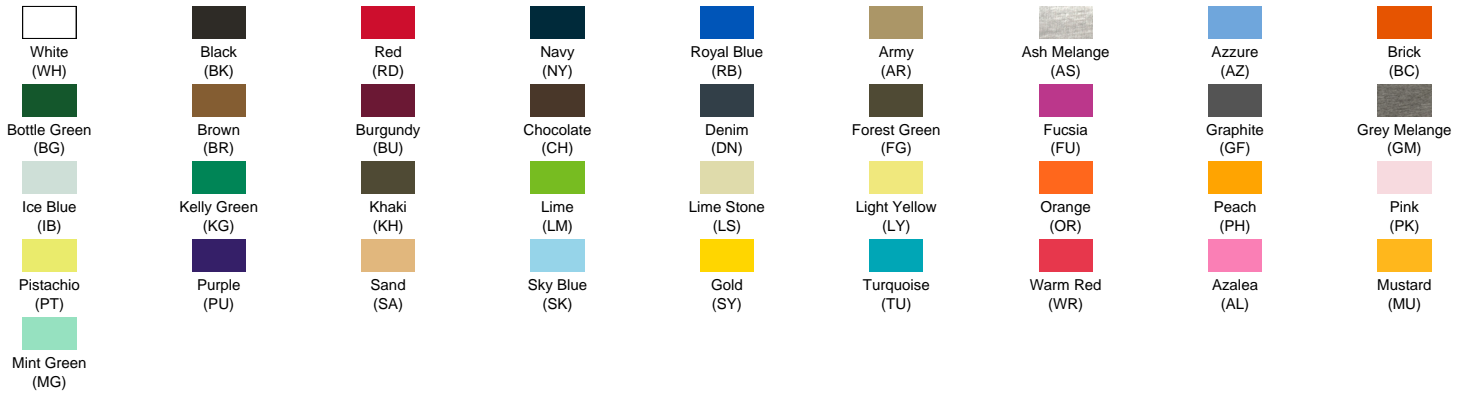 White Black Red Navy Royal Blue Army Ash Melange Azzure Brick
(WH) (BK) (RD) (NY) (RB) (AR) (AS) (AZ) (BC)
Bottle Green Brown Burgundy Chocolate Denim Forest Green Fucsia Graphite Grey Melange
(BG) (BR) (BU) (CH) (DN) (FG) (FU) (GF) (GM)
Ice Blue Kelly Green Khaki Lime Lime Stone Light Yellow Orange Peach Pink
(IB) (KG) (KH) (LM) (LS) (LY) (OR) (PH) (PK)
Pistachio Purple Sand Sky Blue Gold Turquoise Warm Red Azalea Mustard
(PT) (PU) (SA) (SK) (SY) (TU) (WR) (AL) (MU)
Mint Green
(MG)